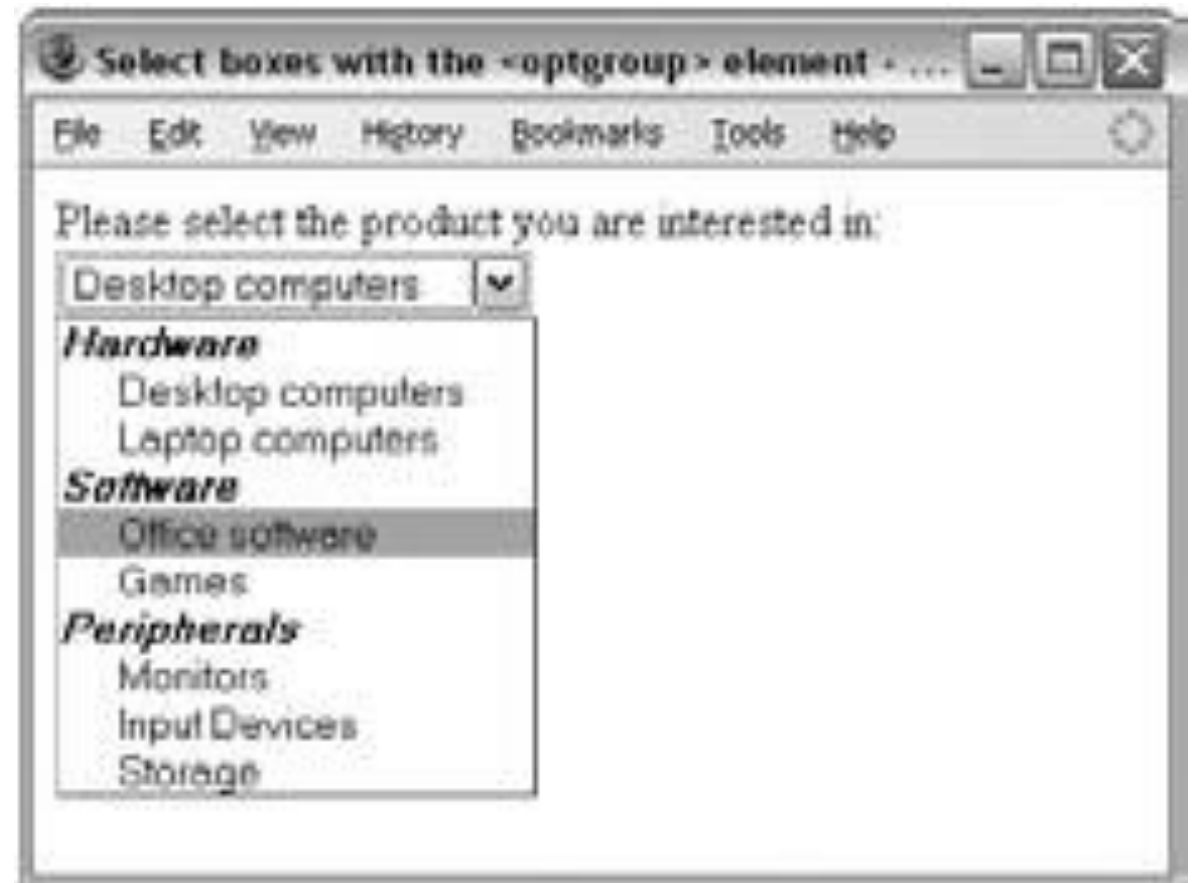 Select boxes with the <optgroup> element - ...
File Edit View History Bookmarks Tools Help
Please select the product you are interested in:
Desktop computers
Hardware
Desktop computers
Laptop computers
Software
Office software
Games
Peripherals
Monitors
Input Devices
Storage